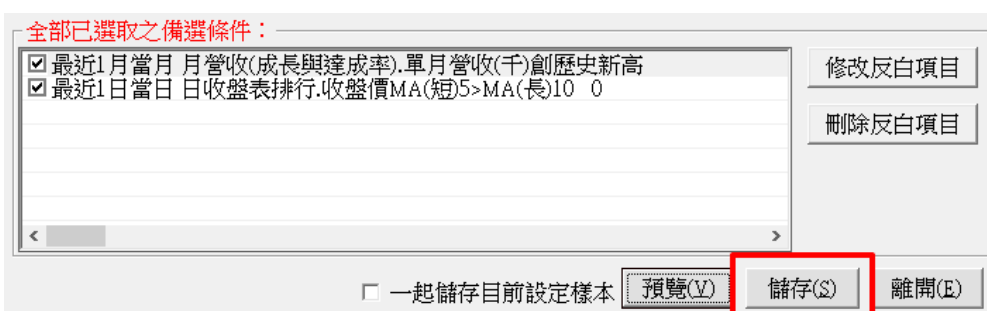 全部已選取之備選條件：
最近1月當月 月營收(成長與達成率).單月營收(千)創歷史新高
最近1日當日 日收盤表排行.收盤價MA(短)5>MA(長)10 0
修改反白項目
刪除反白項目
一起儲存目前設定樣本
預覽(V)
儲存(S)
離開(E)